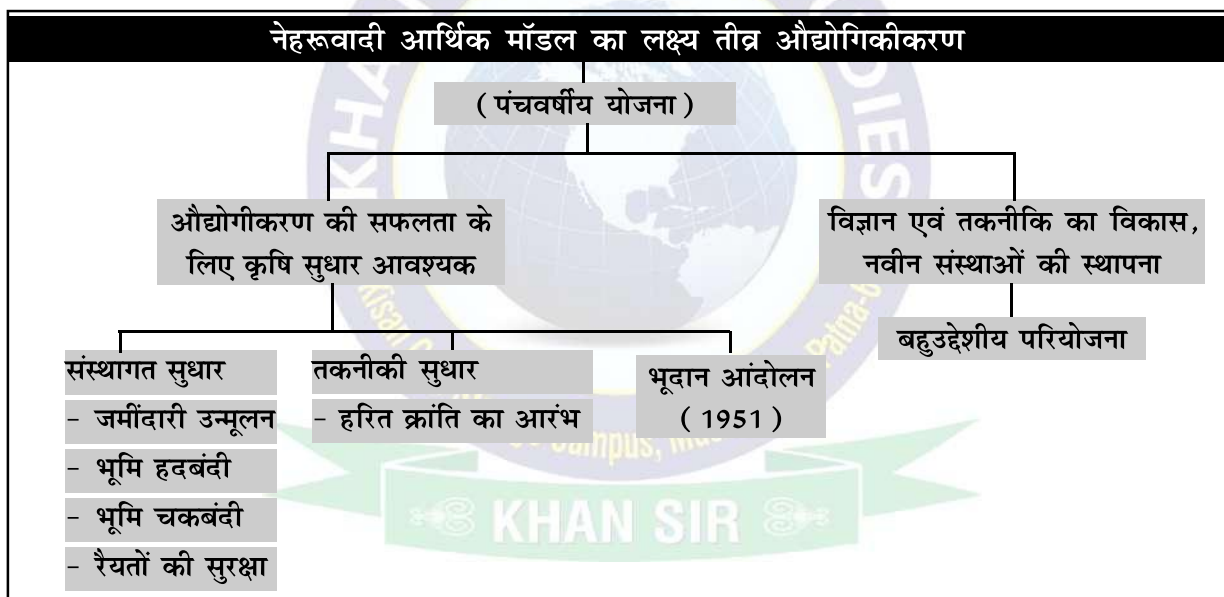 नेहरूवादी आर्थिक मॉडल का लक्ष्य तीव्र औद्योगिकीकरण
(पंचवर्षीय योजना)
औद्योगीकरण की सफलता के
लिए कृषि सुधार आवश्यक
विज्ञान एवं तकनीकि का विकास,
नवीन संस्थाओं की स्थापना
बहुउद्देशीय परियोजना
संस्थागत सुधार
- जमींदारी उन्मूलन
- भूमि हदबंदी
- भूमि चकबंदी
- रैयतों की सुरक्षा
तकनीकी सुधार
- हरित क्रांति का आरंभ
भूदान आंदोलन
(1951)
KHAN SIR